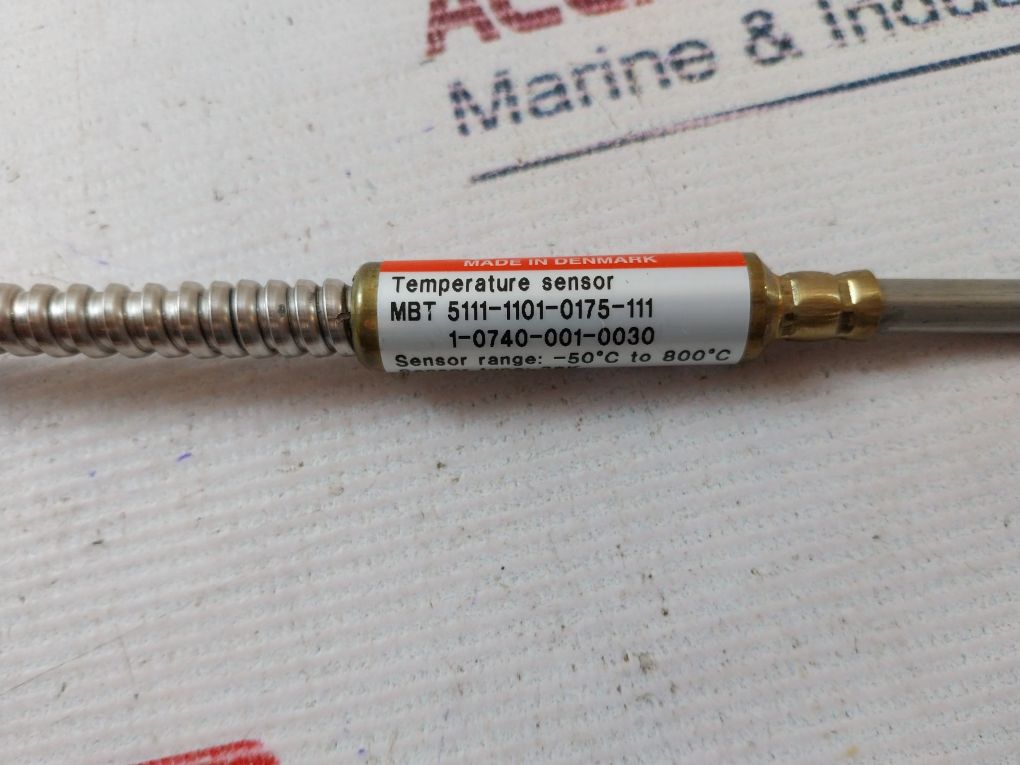 Marine &
MADE IN DENMARK
Temperature sensor
MBT 5111-1101-0175-111
1-0740-001-0030
Sensor range: -50°C to 800°C